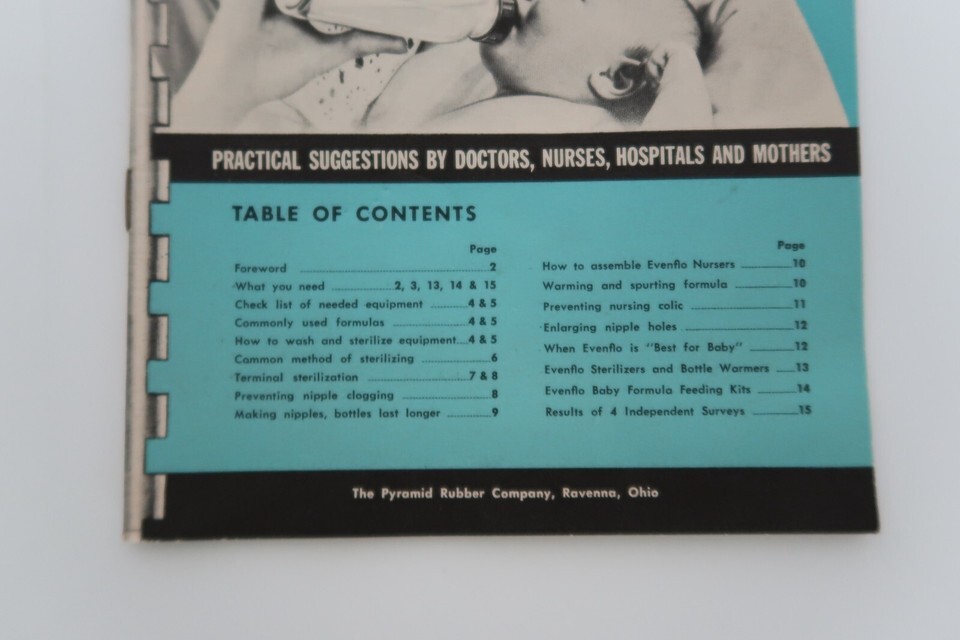 PRACTICAL SUGGESTIONS BY DOCTORS, NURSES, HOSPITALS AND MOTHERS
TABLE OF CONTENTS
Page
Foreword 2
What you need 2, 3, 13, 14 & 15
Check list of needed equipment 4 & 5
Commonly used formulas 4 & 5
How to wash and sterilize equipment 4 & 5
Common method of sterilizing 6
Terminal sterilization 7 & 8
Preventing nipple clogging 8
Making nipples, bottles last longer 9
Page
How to assemble Evenflo Nursers 10
Warming and spurting formula 10
Preventing nursing colic 11
Enlarging nipple holes 12
When Evenflo is "Best for Baby" 12
Evenflo Sterilizers and Bottle Warmers 13
Evenflo Baby Formula Feeding Kits 14
Results of 4 Independent Surveys 15
The Pyramid Rubber Company, Ravenna, Ohio